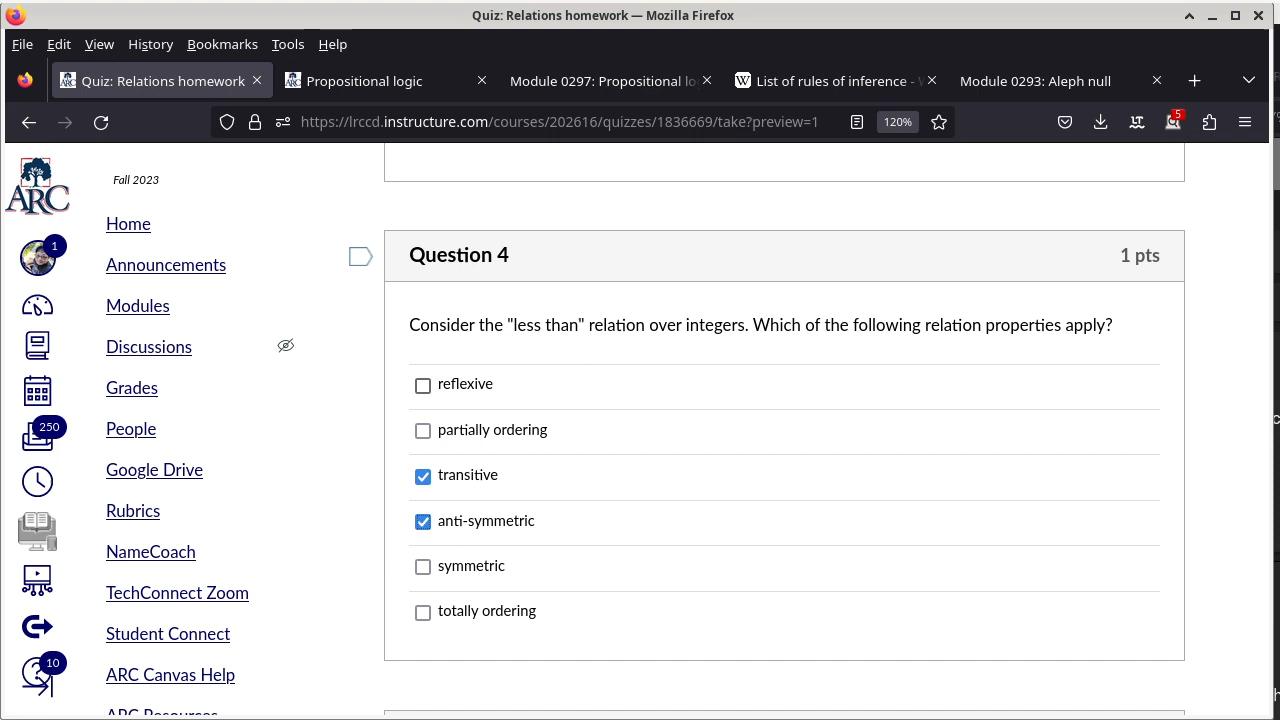 Quiz: Relations homework — Mozilla Firefox
File Edit View History Bookmarks Tools Help
Quiz: Relations homework
Propositional logic
Module 0297: Propositional lo
List of rules of inference -
Module 0293: Aleph null
https://lrccd.instructure.com/courses/202616/quizzes/1836669/take?preview=1
120%
5
ARC
Fall 2023
Home
1
Announcements
Modules
Discussions
Grades
250
People
Google Drive
Rubrics
NameCoach
TechConnect Zoom
Student Connect
10
ARC Canvas Help
ARC Resources
Question 4
1 pts
Consider the "less than" relation over integers. Which of the following relation properties apply?
reflexive
partially ordering
transitive
anti-symmetric
symmetric
totally ordering